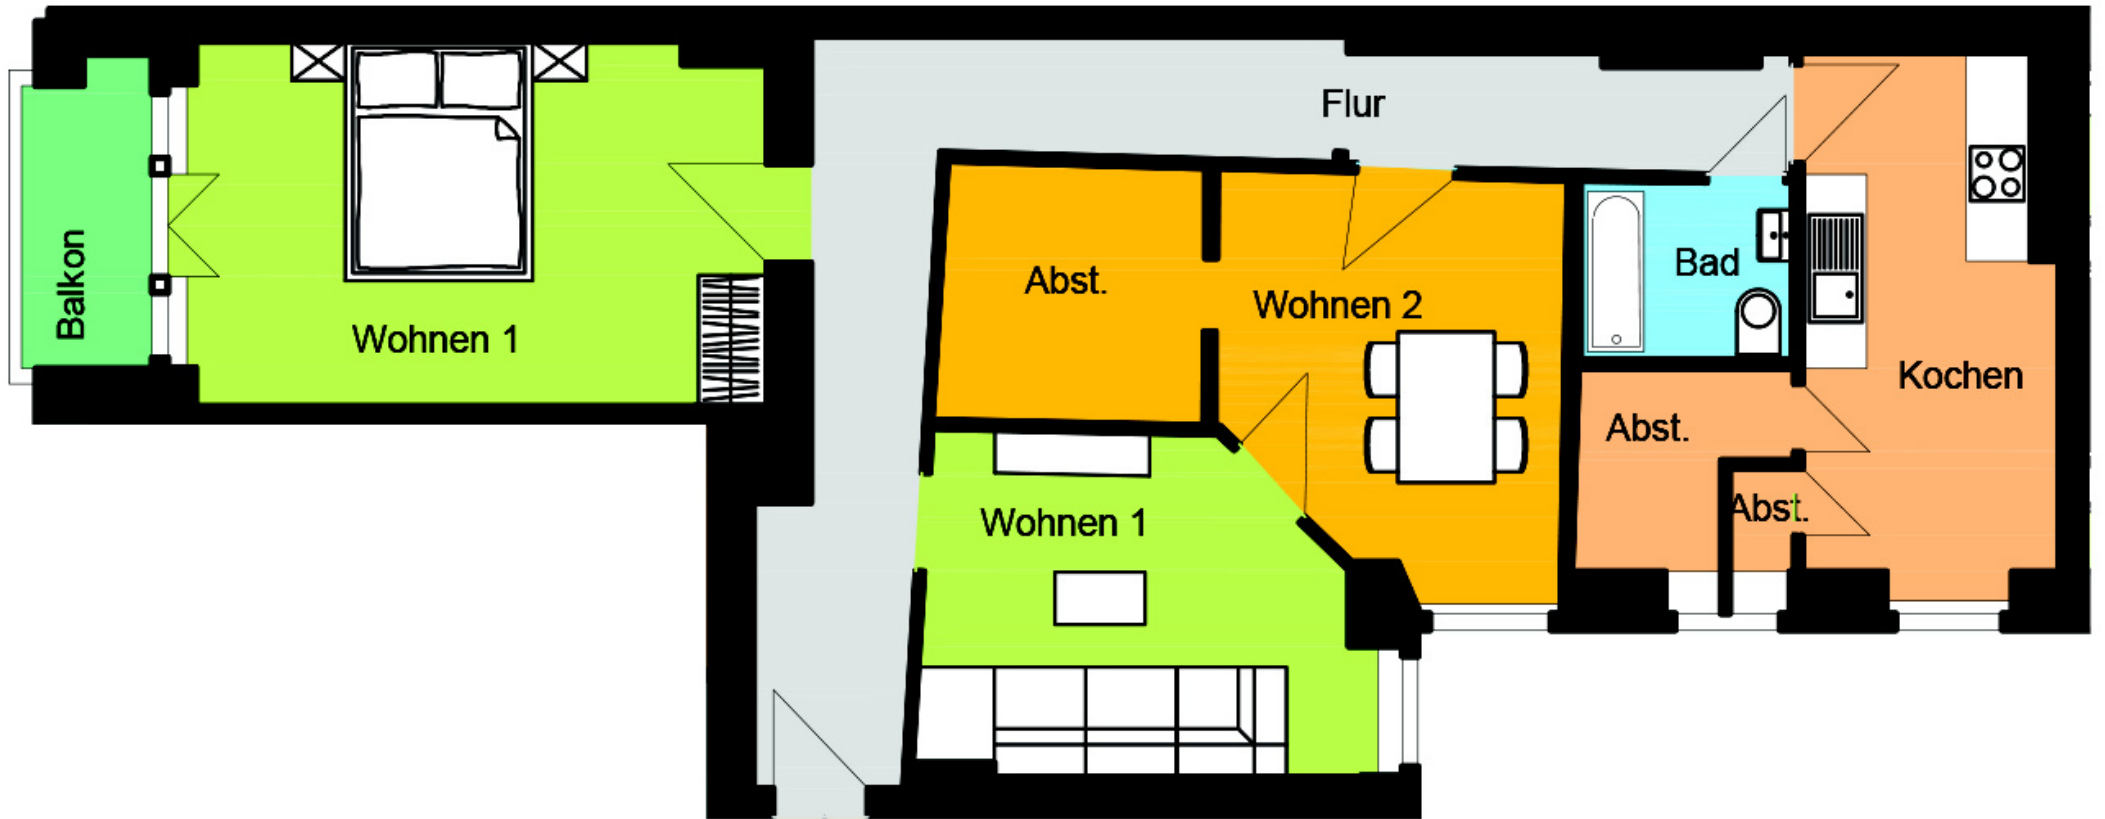 Flur
Balkon
Wohnen 1
Abst.
Wohnen 2
Bad
Kochen
Abst.
Abst.
Wohnen 1